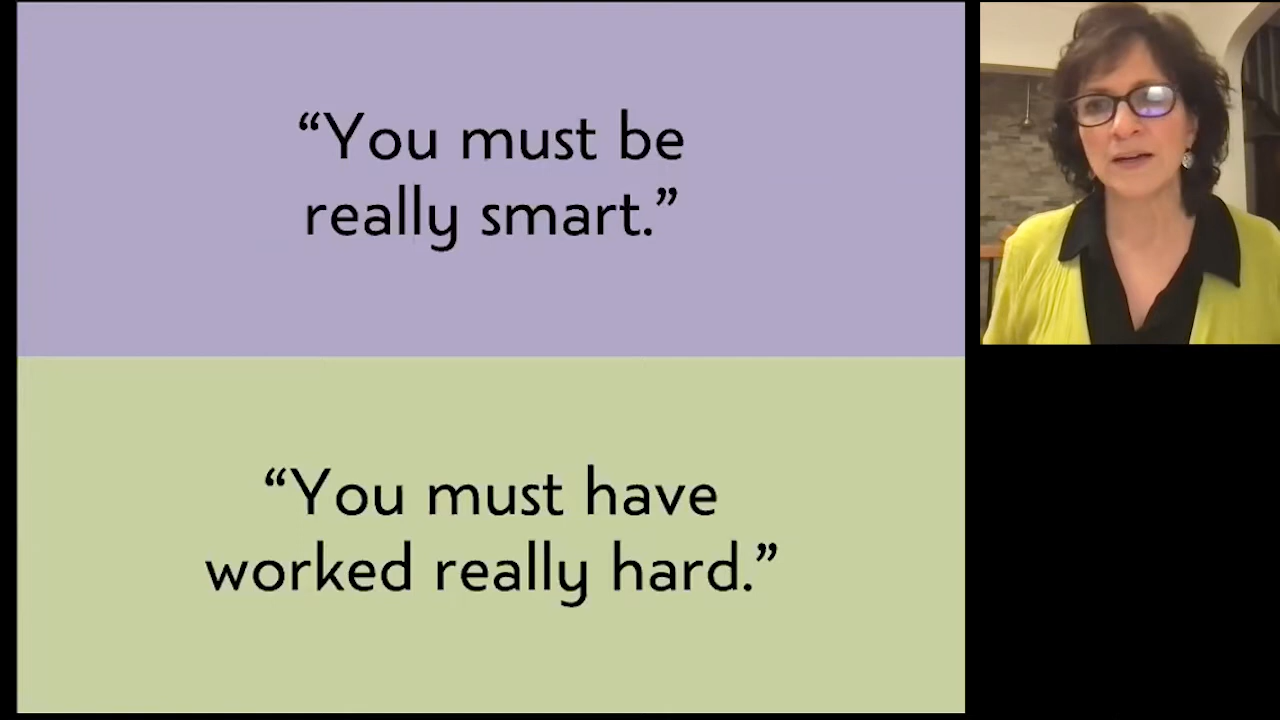 “You must be
really smart.”
“You must have
worked really hard.”